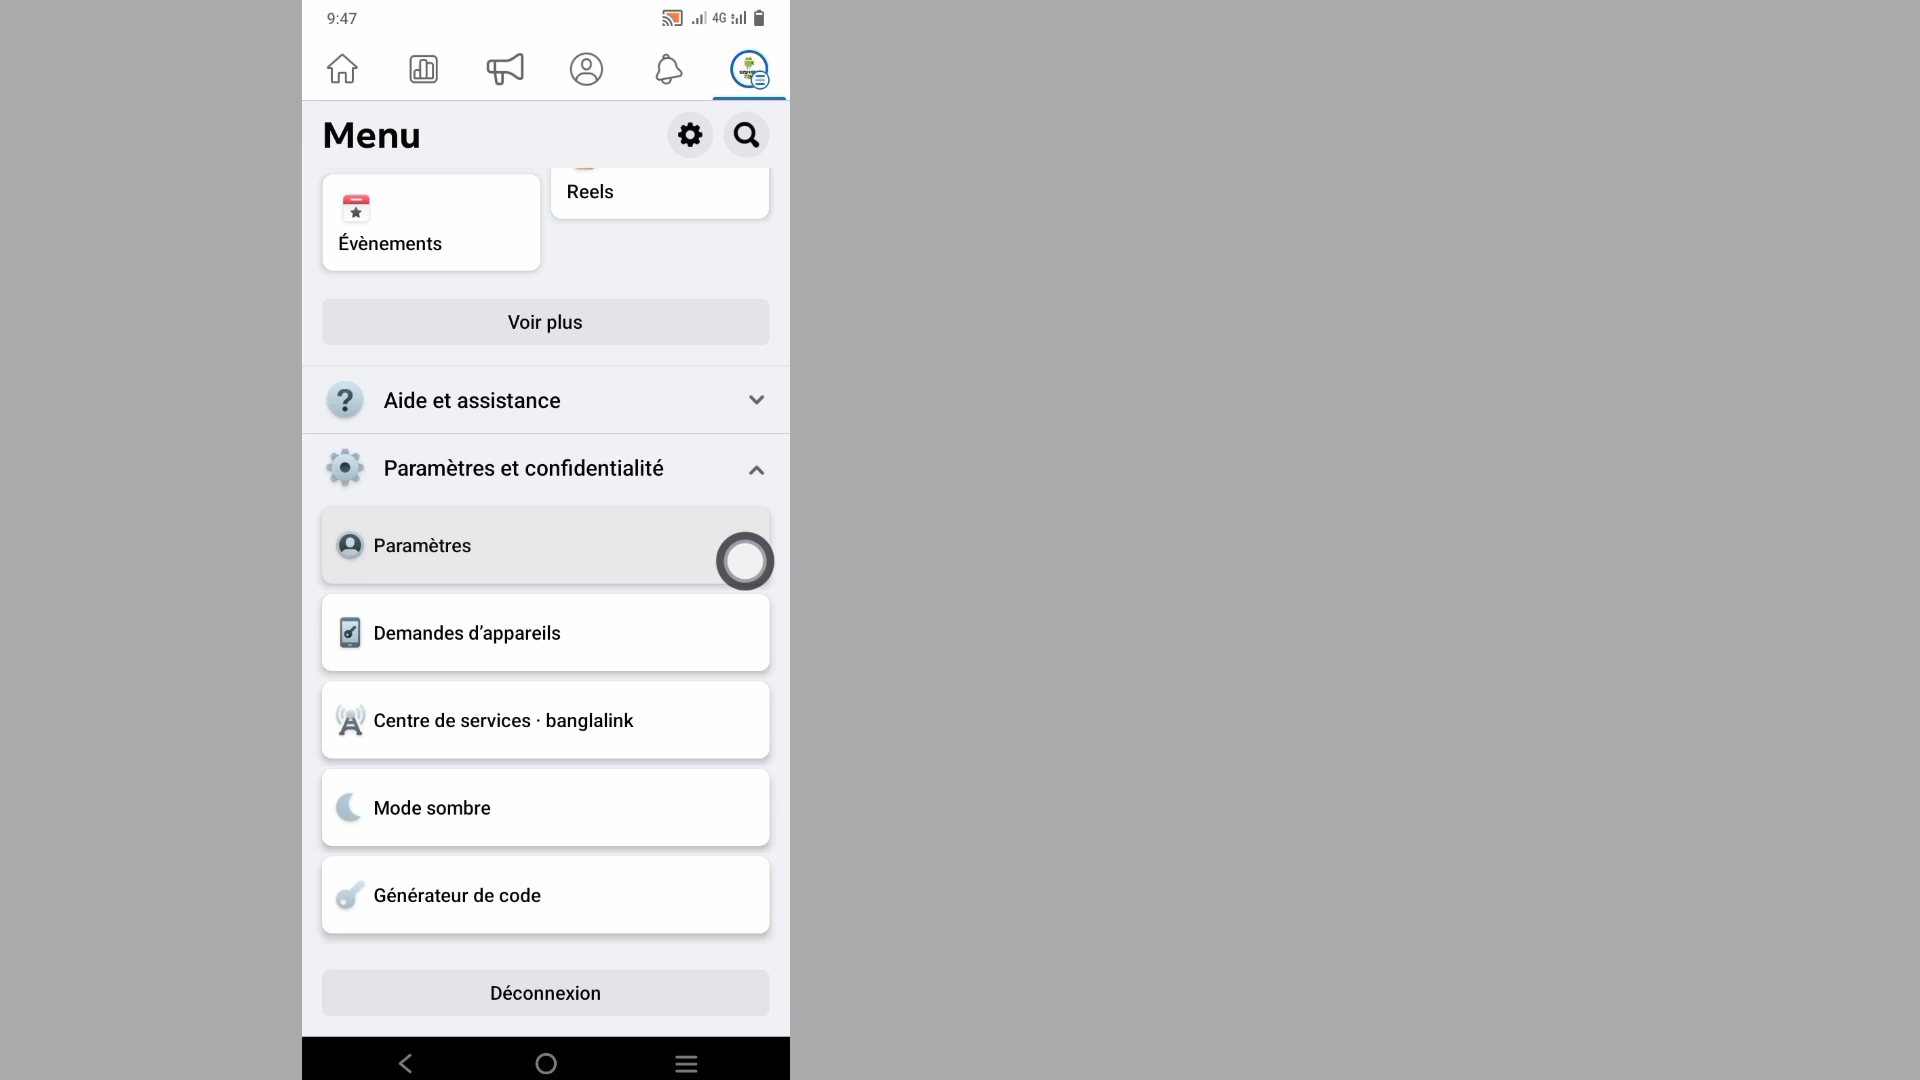 9:47
4G
Menu
Reels
Évènements
Voir plus
Aide et assistance
Paramètres et confidentialité
Paramètres
Demandes d’appareils
Centre de services · banglalink
Mode sombre
Générateur de code
Déconnexion